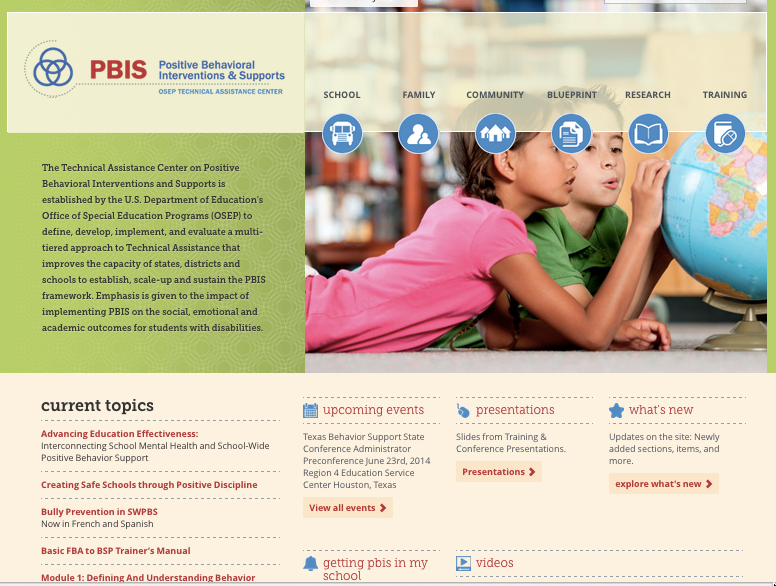 PBIS
Positive Behavioral
Interventions & Supports
OSEP TECHNICAL ASSISTANCE CENTER
SCHOOL
FAMILY
COMMUNITY
BLUEPRINT
RESEARCH
TRAINING
The Technical Assistance Center on Positive
Behavioral Interventions and Supports is
established by the U.S. Department of Education's
Office of Special Education Programs (OSEP) to
define, develop, implement, and evaluate a multi-
tiered approach to Technical Assistance that
improves the capacity of states, districts and
schools to establish, scale-up and sustain the PBIS
framework. Emphasis is given to the impact of
implementing PBIS on the social, emotional and
academic outcomes for students with disabilities.
current topics
Advancing Education Effectiveness:
Interconnecting School Mental Health and School-Wide
Positive Behavior Support
Creating Safe Schools through Positive Discipline
Bully Prevention in SWPBS
Now in French and Spanish
Basic FBA to BSP Trainer's Manual
Module 1: Defining And Understanding Behavior
upcoming events
Texas Behavior Support State
Conference Administrator
Preconference June 23rd, 2014
Region 4 Education Service
Center Houston, Texas
View all events
presentations
Slides from Training &
Conference Presentations.
Presentations
what's new
Updates on the site: Newly
added sections, items, and
more.
explore what's new
getting pbis in my
school
videos